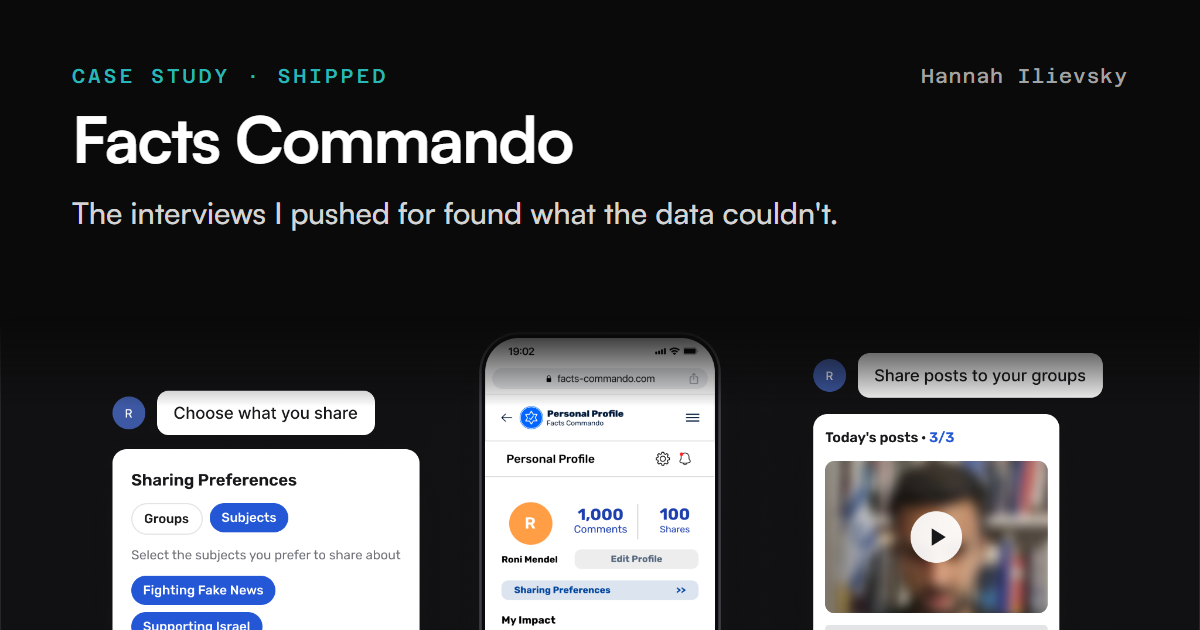 CASE STUDY · SHIPPED
Hannah Ilievsky
Facts Commando
The interviews I pushed for found what the data couldn't.
R
Choose what you share
Sharing Preferences
Groups
Subjects
Select the subjects you prefer to share about
Fighting Fake News
Supporting Israel
19:02
facts-commando.com
Personal Profile
Facts Commando
Personal Profile
R
1,000
Comments
100
Shares
Roni Mendel
Edit Profile
Sharing Preferences >>
My Impact
R
Share posts to your groups
Today's posts • 3/3